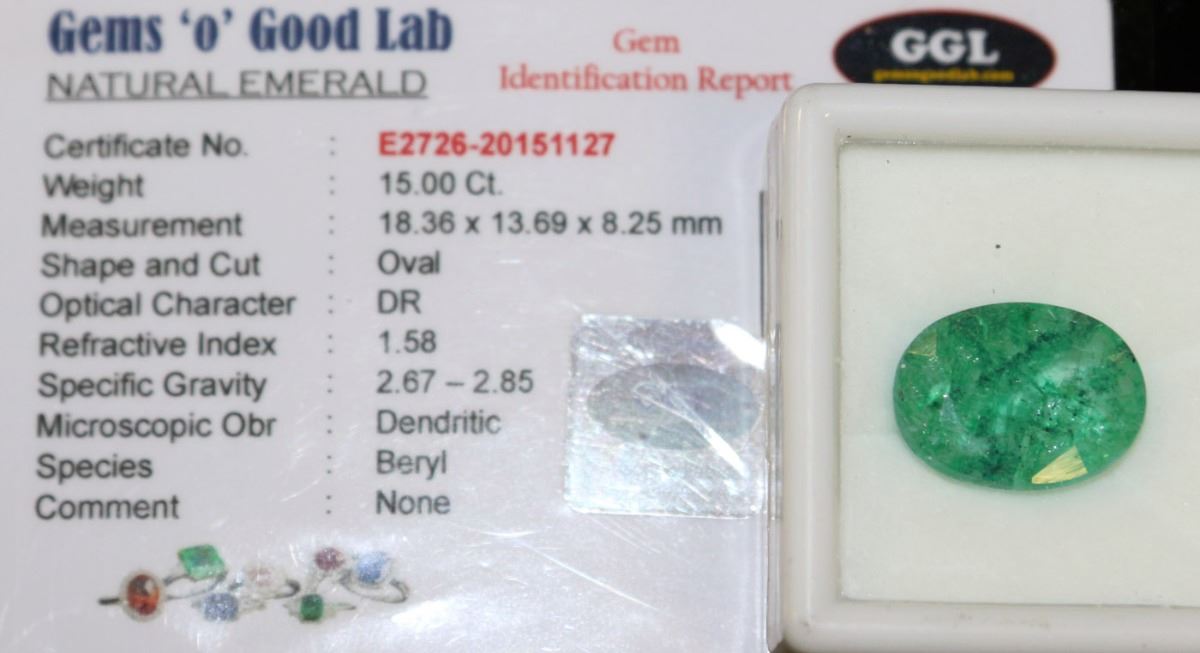 Gems ‘o’ Good Lab
NATURAL EMERALD
Gem
Identification Report
GGL
Certificate No. : E2726-20151127
Weight : 15.00 Ct.
Measurement : 18.36 x 13.69 x 8.25 mm
Shape and Cut : Oval
Optical Character : DR
Refractive Index : 1.58
Specific Gravity : 2.67 – 2.85
Microscopic Obr : Dendritic
Species : Beryl
Comment : None